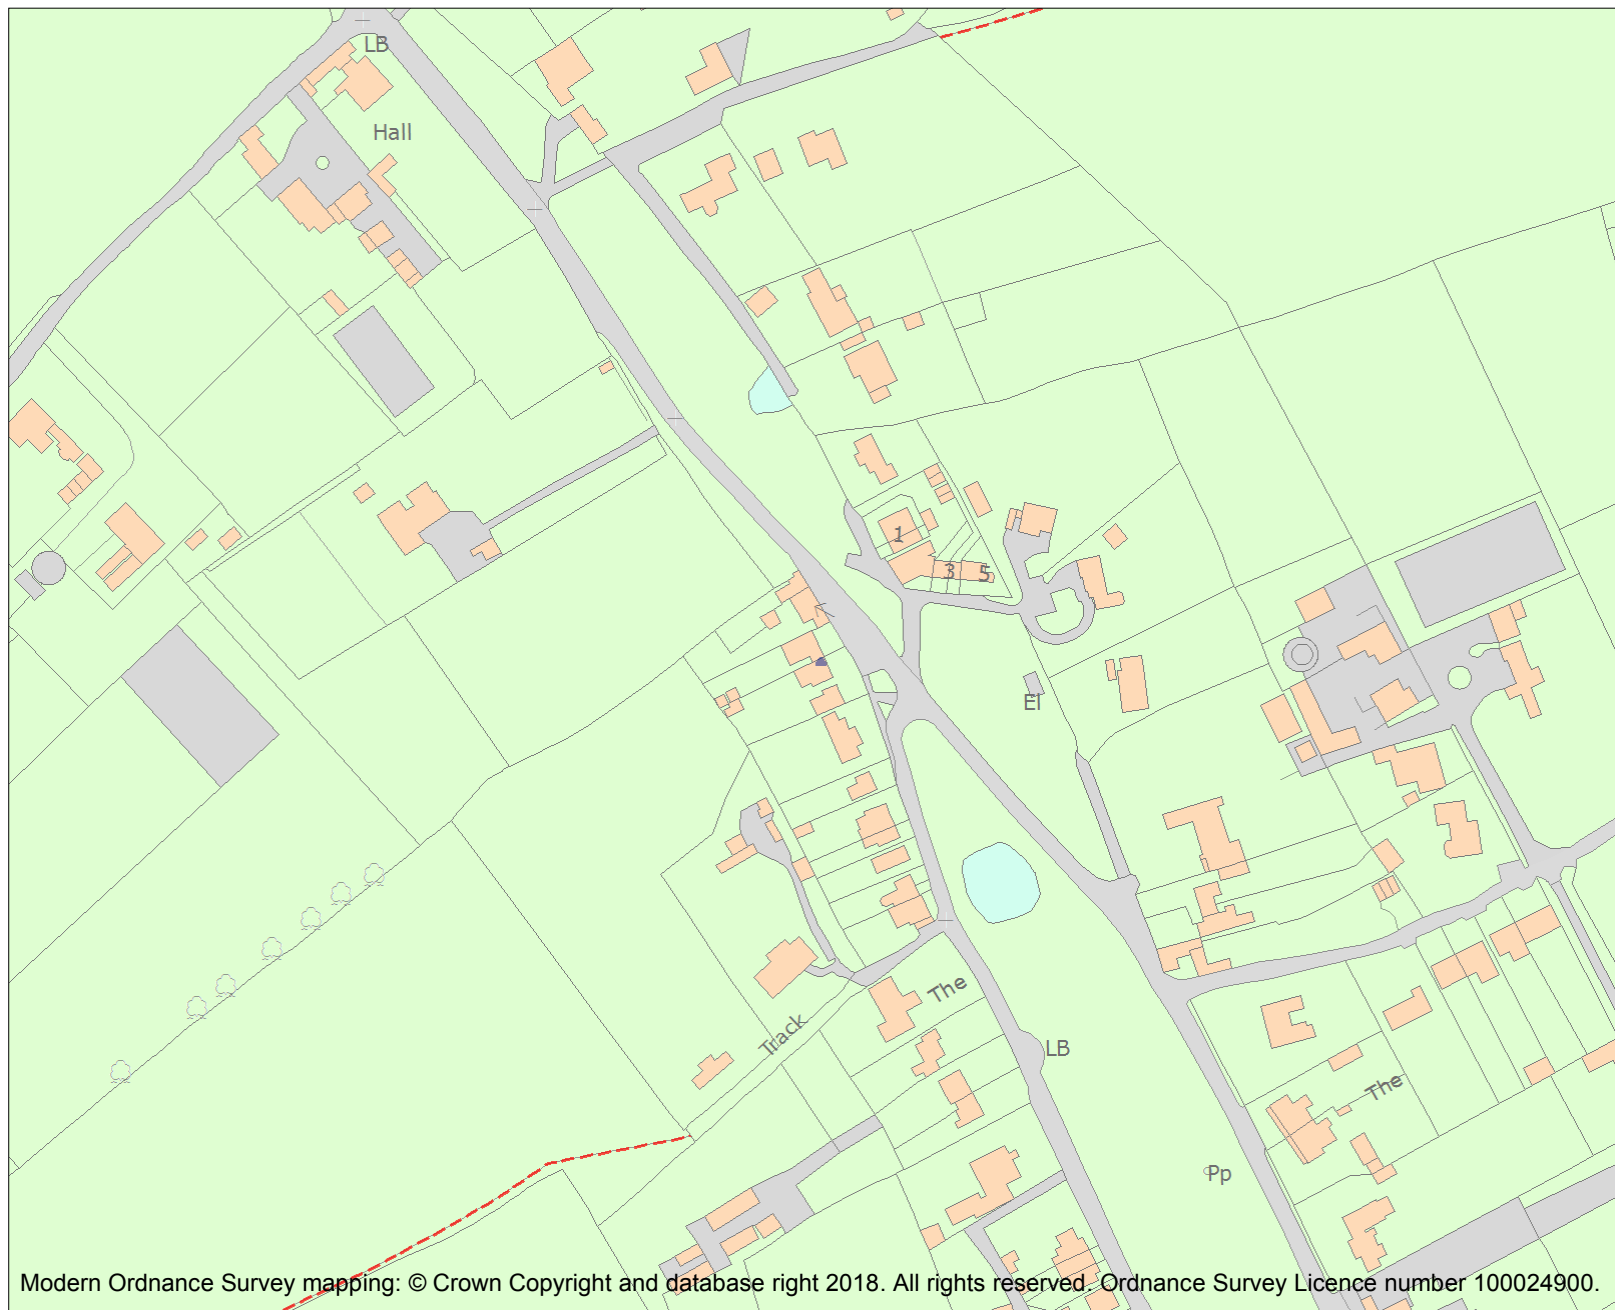 LB
Hall
1
3
5
El
The
Track
LB
The
Pp
Modern Ordnance Survey mapping: © Crown Copyright and database right 2018. All rights reserved. Ordnance Survey Licence number 100024900.